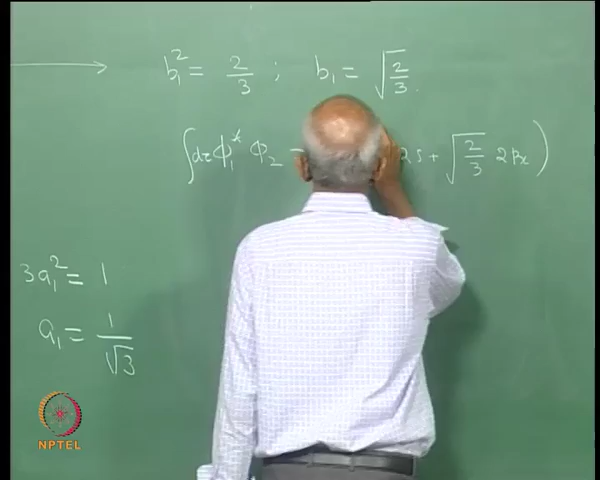 b₁² = 2/3 ; b₁ = √(2/3) .
∫dτ φ₁* φ₂ = 2s + √(2/3) 2pₓ )
3a₁² = 1
a₁ = 1/√3
NPTEL